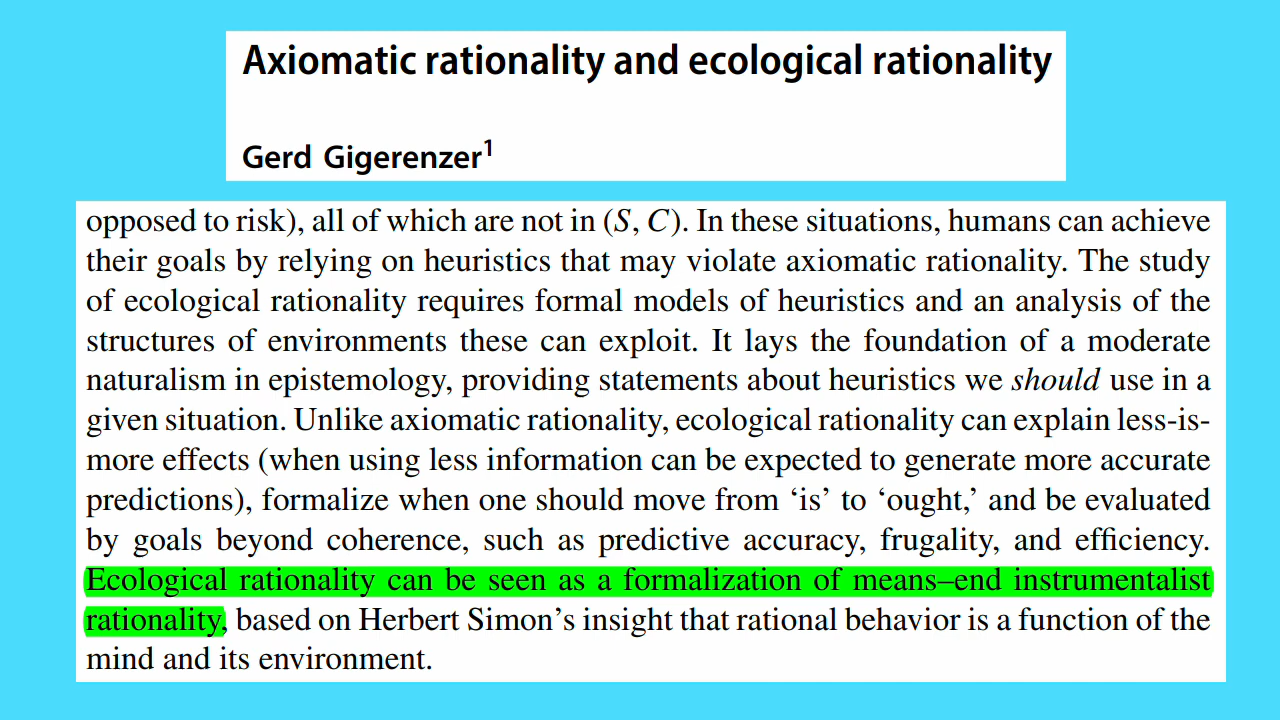 Axiomatic rationality and ecological rationality
Gerd Gigerenzer1
opposed to risk), all of which are not in (S, C). In these situations, humans can achieve
their goals by relying on heuristics that may violate axiomatic rationality. The study
of ecological rationality requires formal models of heuristics and an analysis of the
structures of environments these can exploit. It lays the foundation of a moderate
naturalism in epistemology, providing statements about heuristics we should use in a
given situation. Unlike axiomatic rationality, ecological rationality can explain less-is-
more effects (when using less information can be expected to generate more accurate
predictions), formalize when one should move from ‘is’ to ‘ought,’ and be evaluated
by goals beyond coherence, such as predictive accuracy, frugality, and efficiency.
Ecological rationality can be seen as a formalization of means–end instrumentalist
rationality, based on Herbert Simon’s insight that rational behavior is a function of the
mind and its environment.